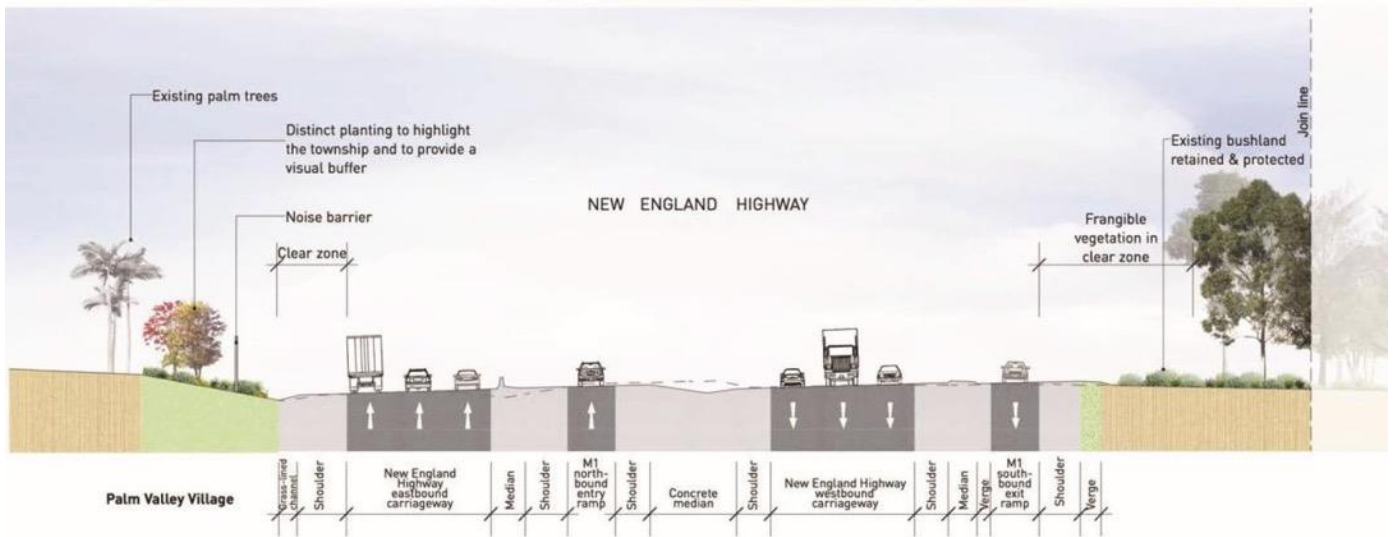 Existing palm trees
Distinct planting to highlight
the township and to provide a
visual buffer
Noise barrier
Clear zone
NEW ENGLAND HIGHWAY
Frangible
vegetation in
clear zone
Existing bushland
retained & protected
Join line
Palm Valley Village
Grass-lined
channel
Shoulder
New England
Highway
eastbound
carriageway
Median
Shoulder
M1
north-
bound
entry
ramp
Shoulder
Concrete
median
Shoulder
New England Highway
westbound
carriageway
Shoulder
Median
Verge
M1
south-
bound
exit
ramp
Shoulder
Verge